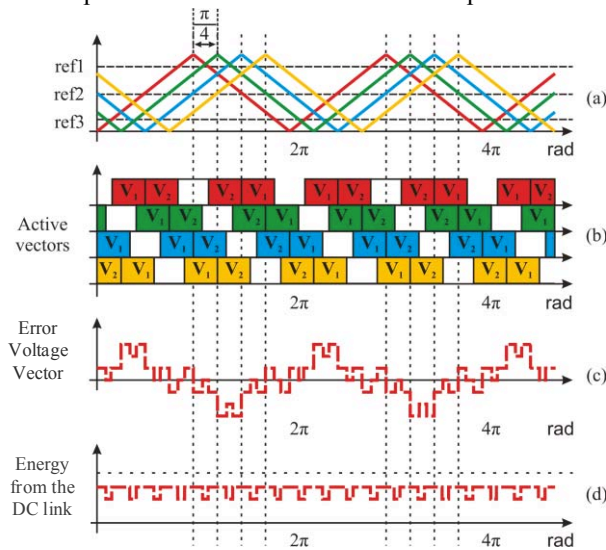 π
4
ref1
ref2
ref3
(a)
2π
4π
rad
V₁ V₂ V₂ V₁ V₁ V₂ V₂ V₁ V₁ V₂
V₁ V₂ V₂ V₁ V₁ V₂ V₂ V₁ V₁
V₁ V₁ V₂ V₂ V₁ V₁ V₂ V₂ V₁
V₂ V₁ V₁ V₂ V₂ V₁ V₁ V₂ V₂ V₁
Active
vectors
(b)
2π
4π
rad
Error
Voltage
Vector
(c)
2π
4π
rad
Energy
from the
DC link
(d)
2π
4π
rad